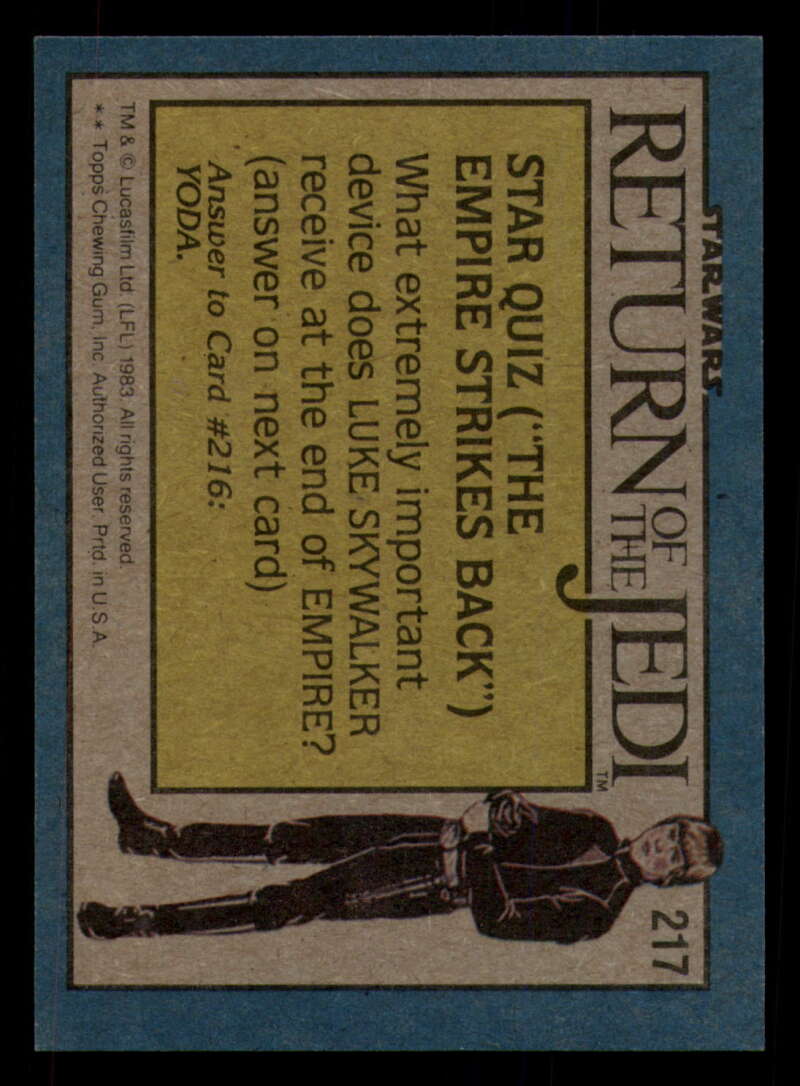 STAR WARS
RETURN OF THE JEDI™
217
STAR QUIZ ("THE
EMPIRE STRIKES BACK")
What extremely important
device does LUKE SKYWALKER
receive at the end of EMPIRE?
(answer on next card)
Answer to Card #216:
YODA.
TM & © Lucasfilm Ltd. (LFL) 1983. All rights reserved.
** Topps Chewing Gum, Inc. Authorized User. Prtd. in U.S.A.